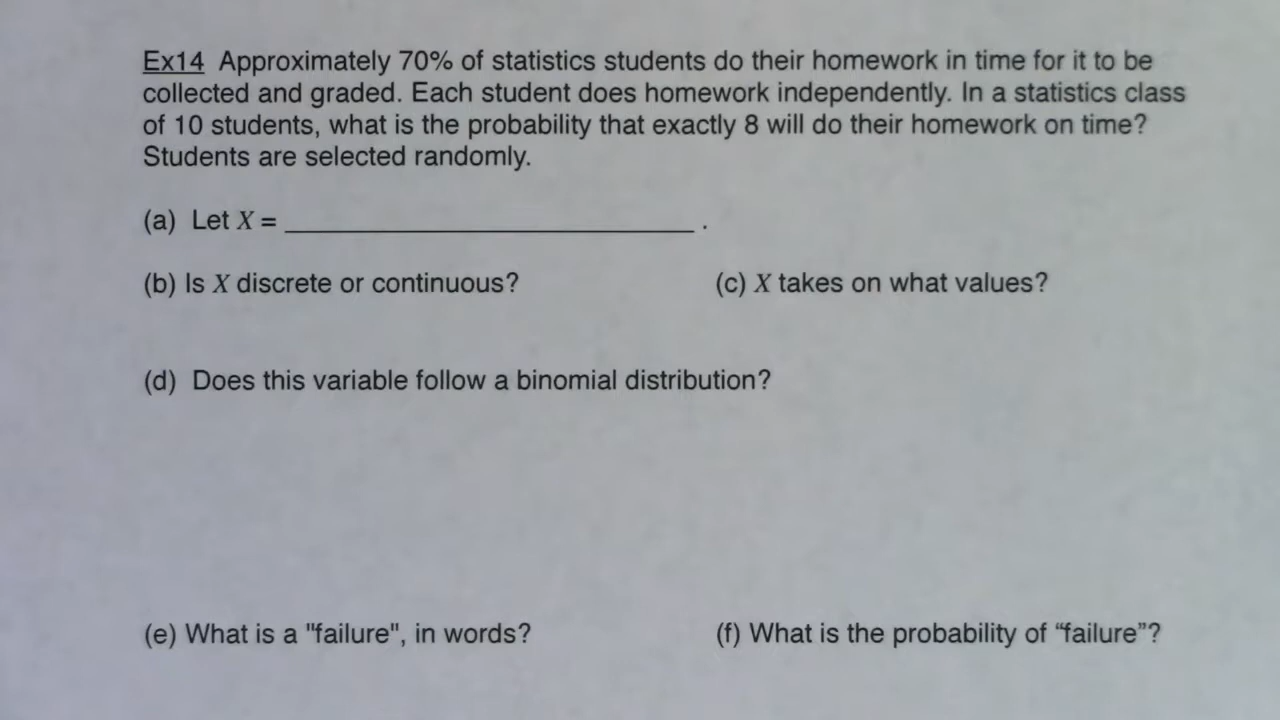 Ex14 Approximately 70% of statistics students do their homework in time for it to be
collected and graded. Each student does homework independently. In a statistics class
of 10 students, what is the probability that exactly 8 will do their homework on time?
Students are selected randomly.
(a) Let X = ______________________________ .
(b) Is X discrete or continuous? (c) X takes on what values?
(d) Does this variable follow a binomial distribution?
(e) What is a "failure", in words? (f) What is the probability of “failure”?